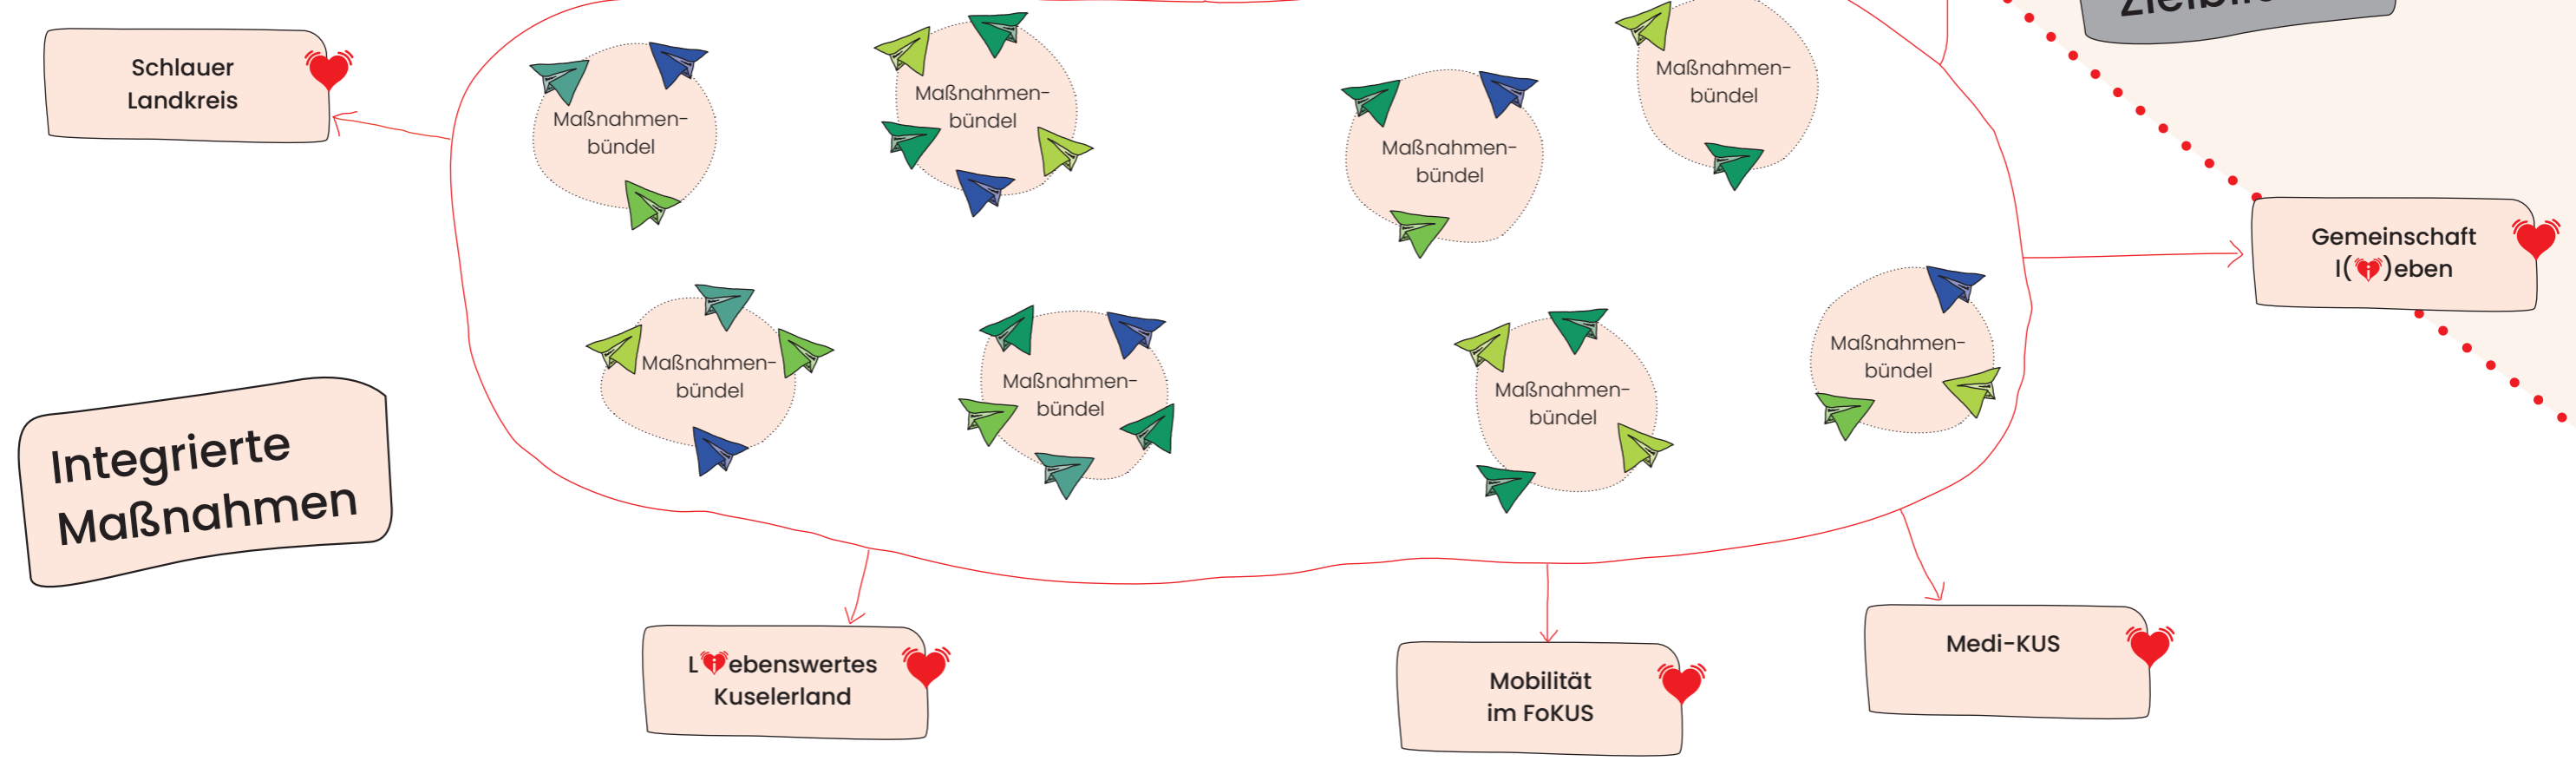 Schlauer
Landkreis
Maßnahmen-
bündel
Maßnahmen-
bündel
Maßnahmen-
bündel
Maßnahmen-
bündel
Gemeinschaft
l(i)eben
Maßnahmen-
bündel
Maßnahmen-
bündel
Maßnahmen-
bündel
Maßnahmen-
bündel
Integrierte
Maßnahmen
Liebenswertes
Kuselerland
Mobilität
im FoKUS
Medi-KUS